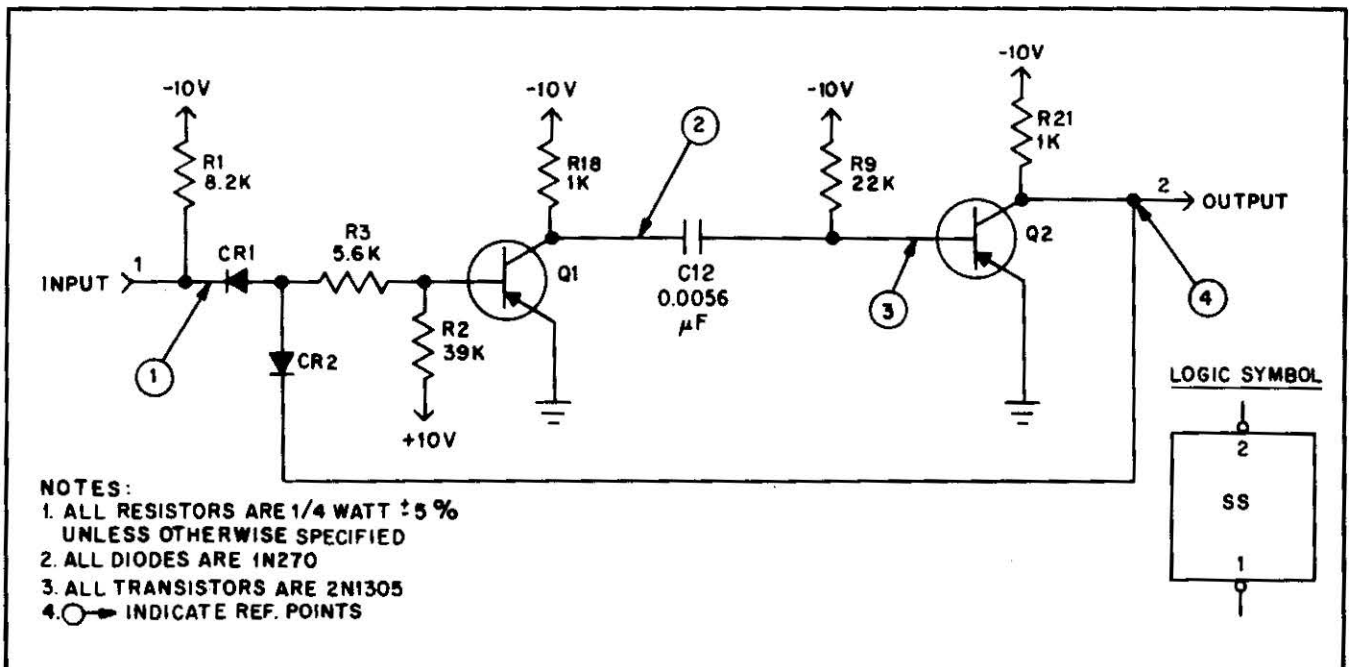 -10V
-10V
-10V
-10V
R1
8.2K
R18
1K
2
R9
22K
R21
1K
2
OUTPUT
INPUT
1
CR1
R3
5.6K
Q1
C12
0.0056
µF
Q2
3
4
1
CR2
R2
39K
+10V
LOGIC SYMBOL
2
SS
1
NOTES:
1. ALL RESISTORS ARE 1/4 WATT ±5%
UNLESS OTHERWISE SPECIFIED
2. ALL DIODES ARE 1N270
3. ALL TRANSISTORS ARE 2N1305
4. INDICATE REF. POINTS